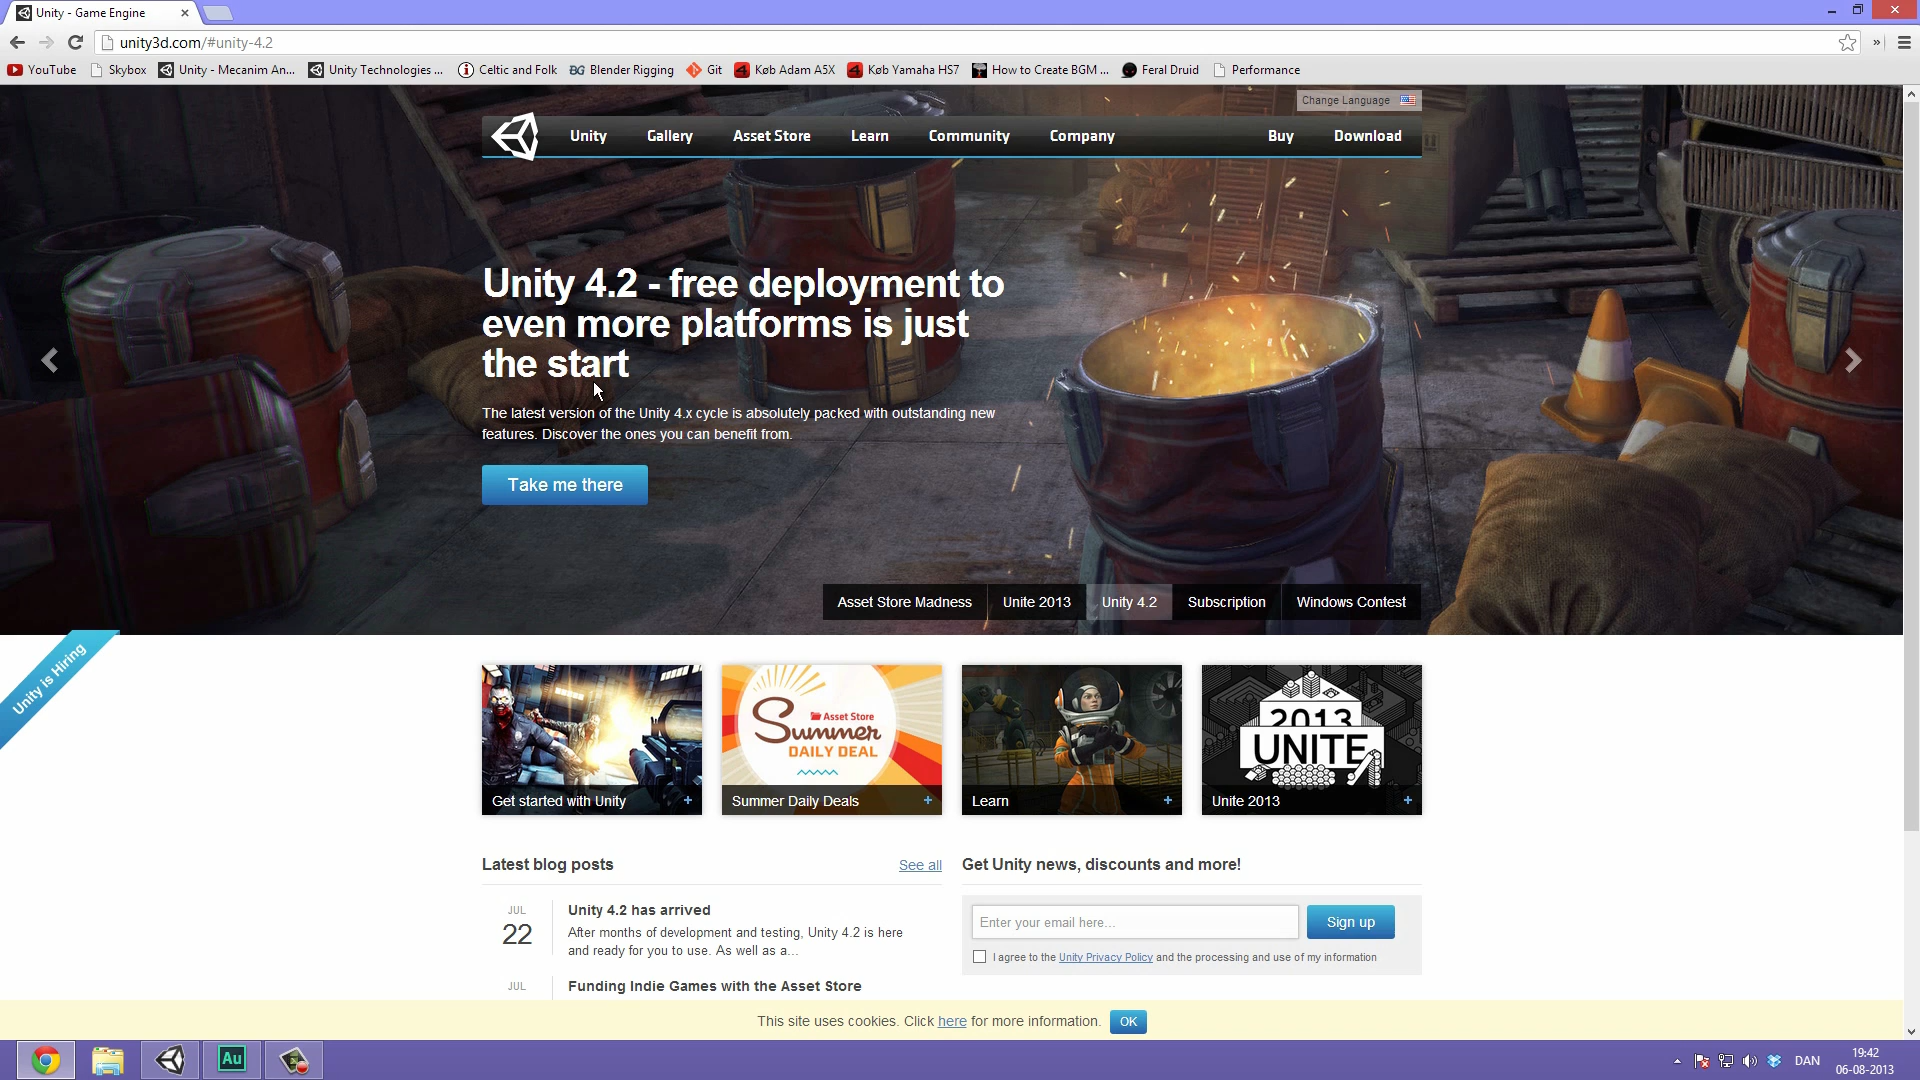 Unity - Game Engine
unity3d.com/#unity-4.2
YouTube Skybox Unity - Mecanim An... Unity Technologies ... Celtic and Folk BG Blender Rigging Git Køb Adam A5X Køb Yamaha HS7 How to Create BGM ... Feral Druid Performance
Change Language
Unity Gallery Asset Store Learn Community Company Buy Download
Unity 4.2 - free deployment to
even more platforms is just
the start
The latest version of the Unity 4.x cycle is absolutely packed with outstanding new
features. Discover the ones you can benefit from.
Take me there
Asset Store Madness Unite 2013 Unity 4.2 Subscription Windows Contest
Unity is Hiring
Asset Store
Summer
DAILY DEAL
2013
UNITE
Get started with Unity + Summer Daily Deals + Learn + Unite 2013 +
Latest blog posts See all
Get Unity news, discounts and more!
JUL
22
Unity 4.2 has arrived
After months of development and testing, Unity 4.2 is here
and ready for you to use. As well as a...
Enter your email here... Sign up
I agree to the Unity Privacy Policy and the processing and use of my information
JUL
Funding Indie Games with the Asset Store
This site uses cookies. Click here for more information. OK
Au
DAN
19:42
06-08-2013